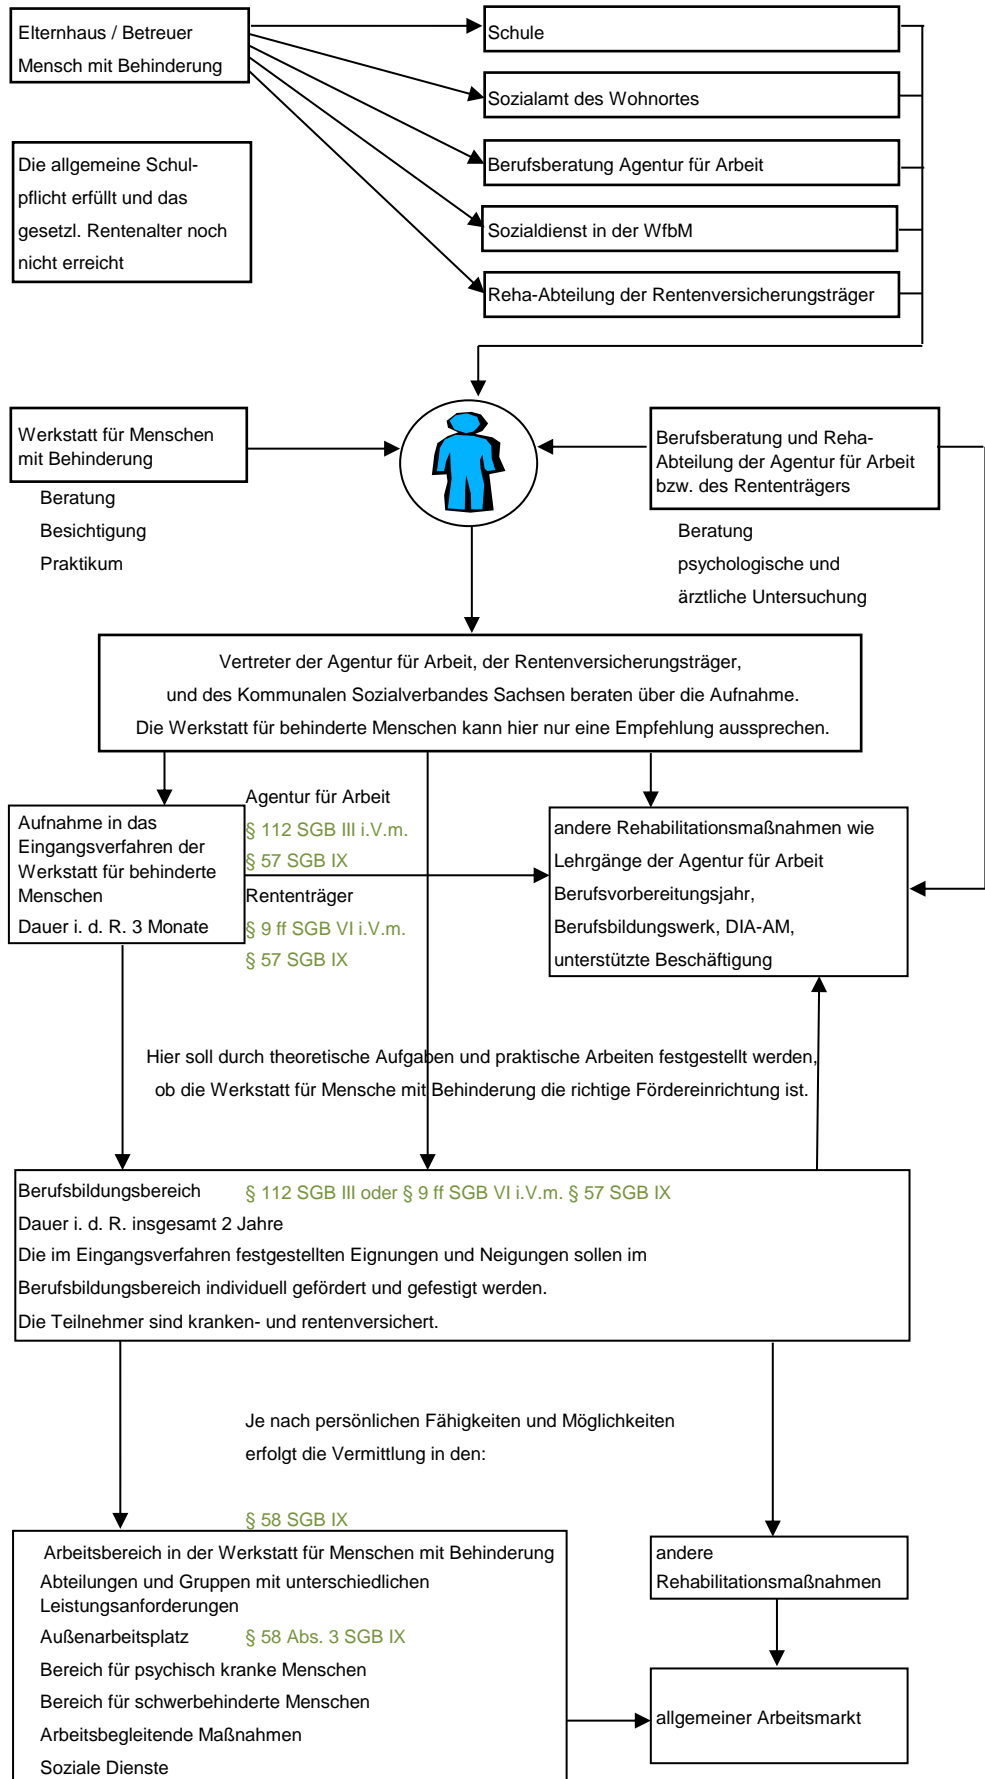 Elternhaus / Betreuer
Mensch mit Behinderung
Schule
Sozialamt des Wohnortes
Berufsberatung Agentur für Arbeit
Sozialdienst in der WfbM
Reha-Abteilung der Rentenversicherungsträger
Die allgemeine Schul-
pflicht erfüllt und das
gesetzl. Rentenalter noch
nicht erreicht
Werkstatt für Menschen
mit Behinderung
Beratung
Besichtigung
Praktikum
Berufsberatung und Reha-
Abteilung der Agentur für Arbeit
bzw. des Rententrägers
Beratung
psychologische und
ärztliche Untersuchung
Vertreter der Agentur für Arbeit, der Rentenversicherungsträger,
und des Kommunalen Sozialverbandes Sachsen beraten über die Aufnahme.
Die Werkstatt für behinderte Menschen kann hier nur eine Empfehlung aussprechen.
Aufnahme in das
Eingangsverfahren der
Werkstatt für behinderte
Menschen
Dauer i. d. R. 3 Monate
Agentur für Arbeit
§ 112 SGB III i.V.m.
§ 57 SGB IX
Rententräger
§ 9 ff SGB VI i.V.m.
§ 57 SGB IX
andere Rehabilitationsmaßnahmen wie
Lehrgänge der Agentur für Arbeit
Berufsvorbereitungsjahr,
Berufsbildungswerk, DIA-AM,
unterstützte Beschäftigung
Hier soll durch theoretische Aufgaben und praktische Arbeiten festgestellt werden,
ob die Werkstatt für Mensche mit Behinderung die richtige Fördereinrichtung ist.
Berufsbildungsbereich § 112 SGB III oder § 9 ff SGB VI i.V.m. § 57 SGB IX
Dauer i. d. R. insgesamt 2 Jahre
Die im Eingangsverfahren festgestellten Eignungen und Neigungen sollen im
Berufsbildungsbereich individuell gefördert und gefestigt werden.
Die Teilnehmer sind kranken- und rentenversichert.
Je nach persönlichen Fähigkeiten und Möglichkeiten
erfolgt die Vermittlung in den:
§ 58 SGB IX
Arbeitsbereich in der Werkstatt für Menschen mit Behinderung
Abteilungen und Gruppen mit unterschiedlichen
Leistungsanforderungen
Außenarbeitsplatz § 58 Abs. 3 SGB IX
Bereich für psychisch kranke Menschen
Bereich für schwerbehinderte Menschen
Arbeitsbegleitende Maßnahmen
Soziale Dienste
andere
Rehabilitationsmaßnahmen
allgemeiner Arbeitsmarkt